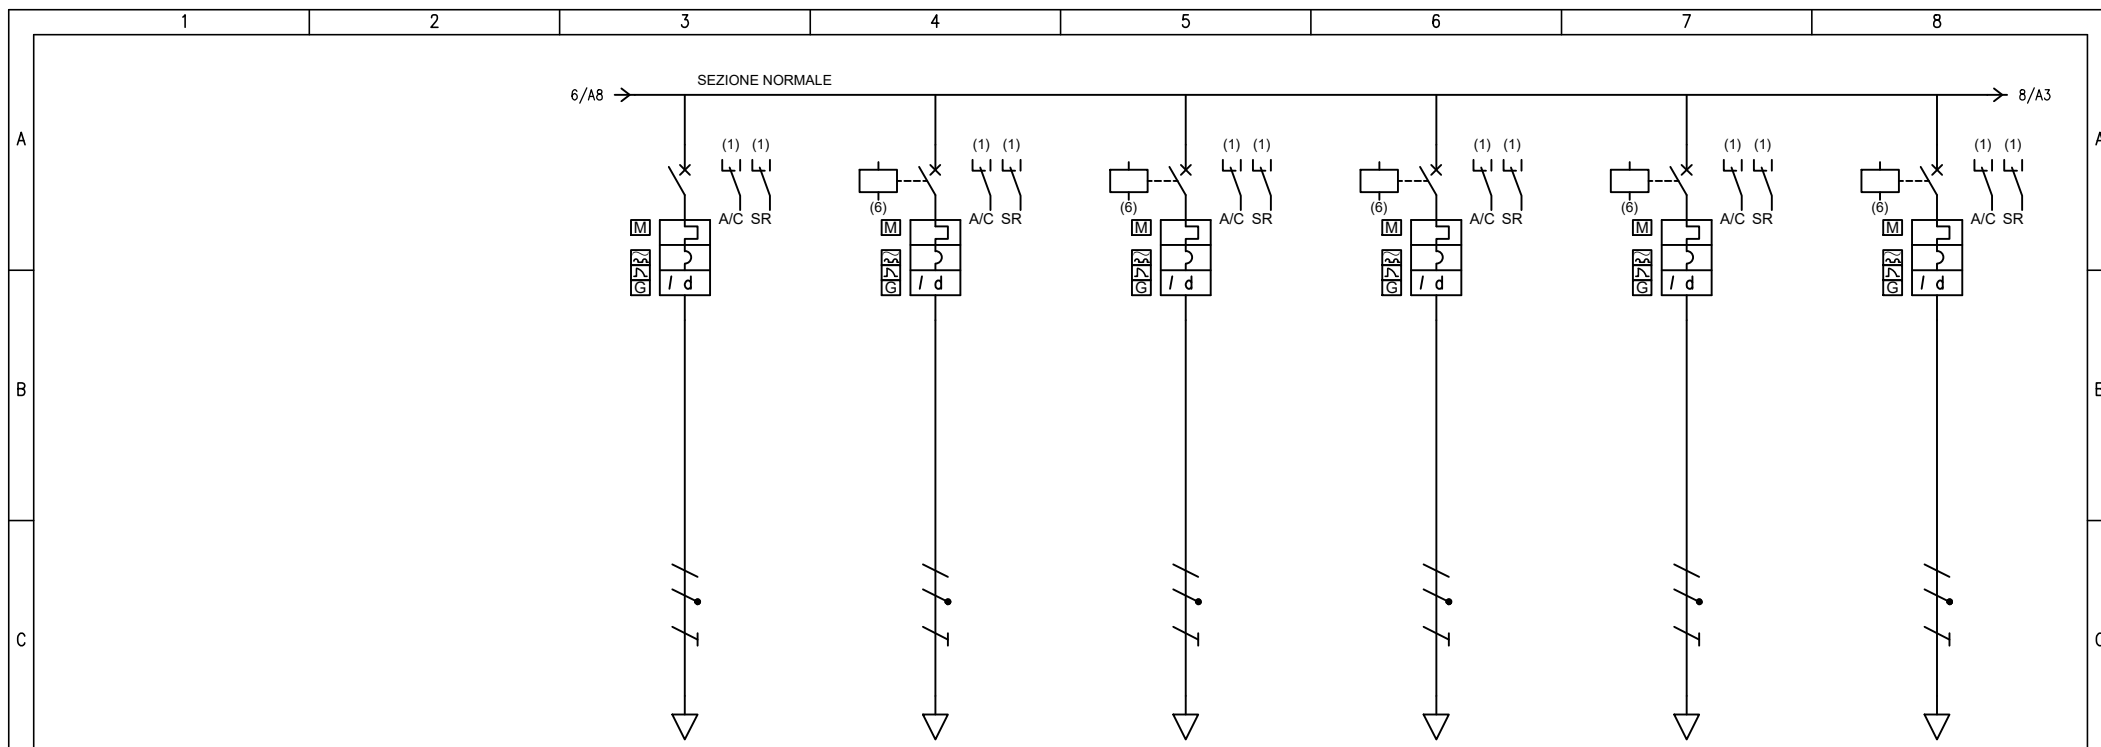 1 2 3 4 5 6 7 8
SEZIONE NORMALE
6/A8 8/A3
A A
(1) (1) (1) (1) (1) (1) (1) (1) (1) (1) (1) (1)
(6) (6) (6) (6) (6)
A/C SR A/C SR A/C SR A/C SR A/C SR A/C SR
M M M M M M
I d I d I d I d I d I d
G G G G G G
B B
C C